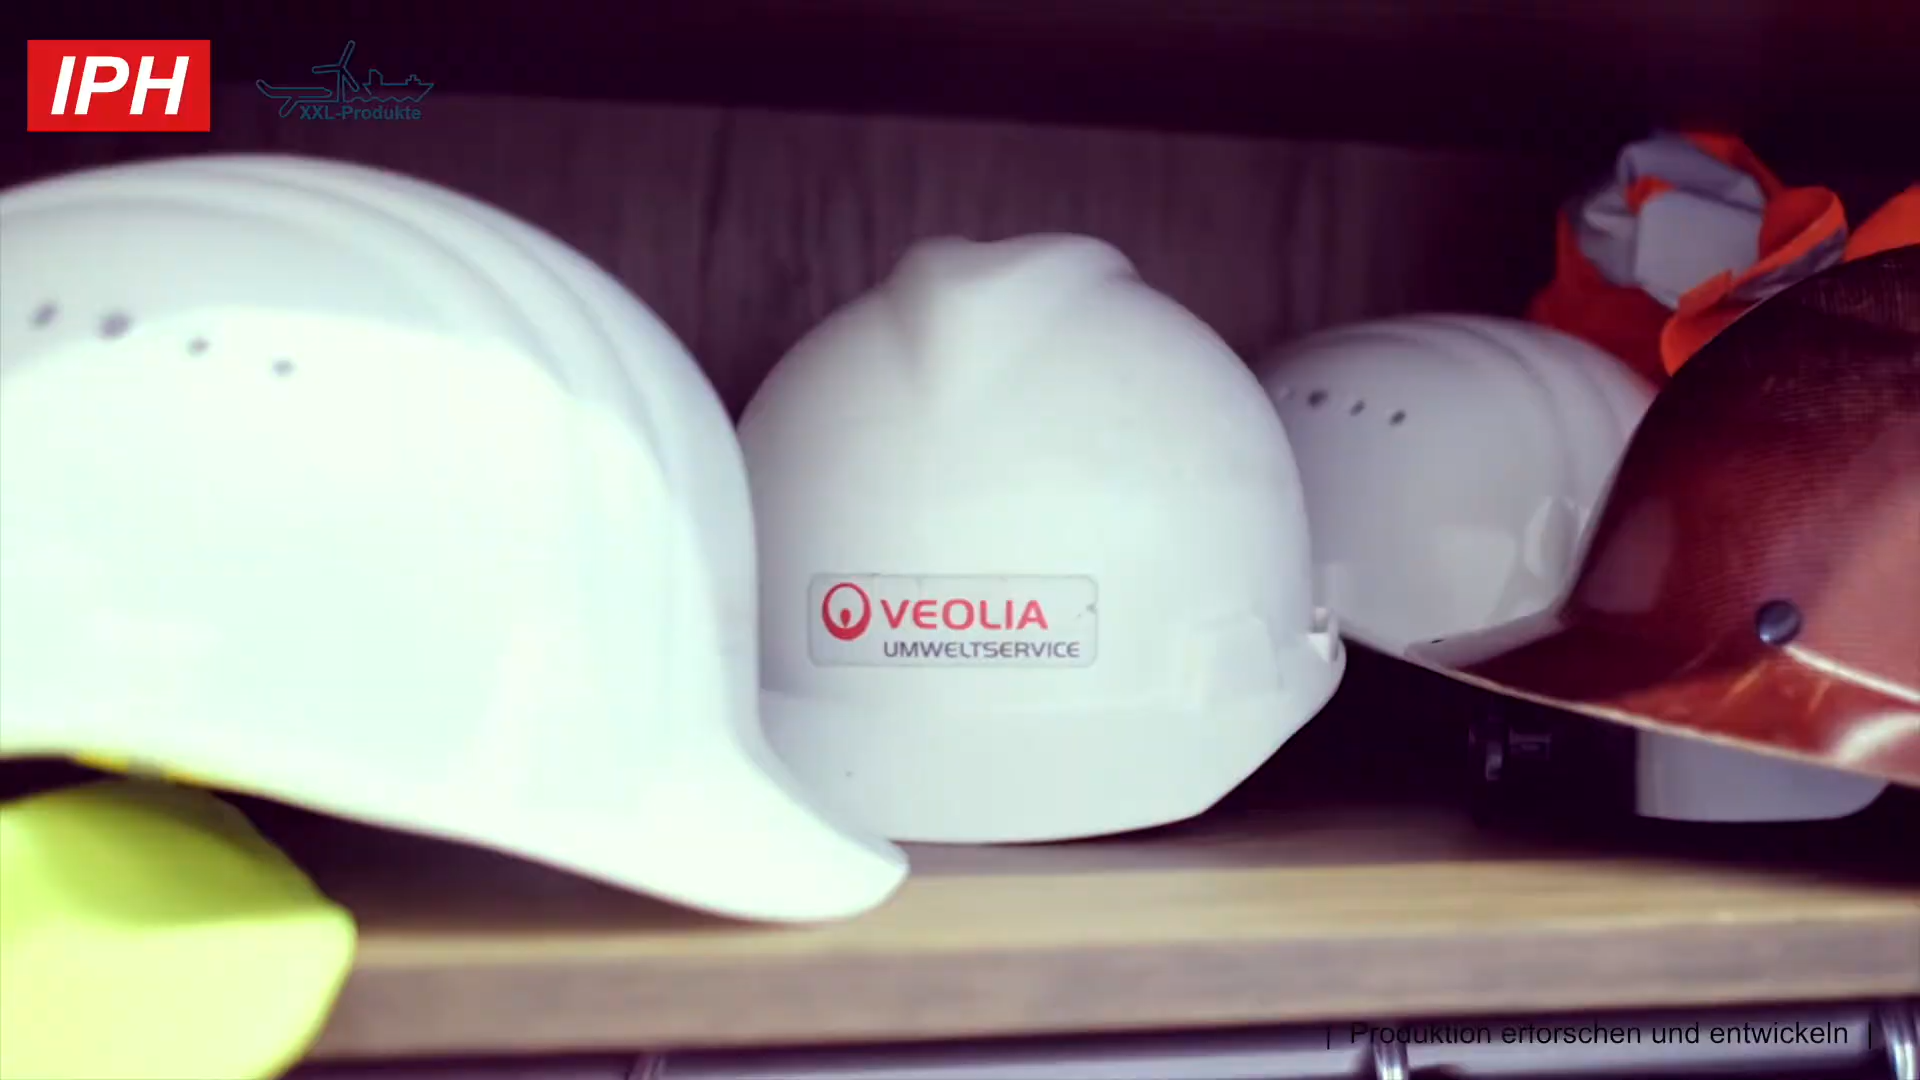 IPH
XXL-Produkte
VEOLIA
UMWELTSERVICE
| Produktion erforschen und entwickeln |